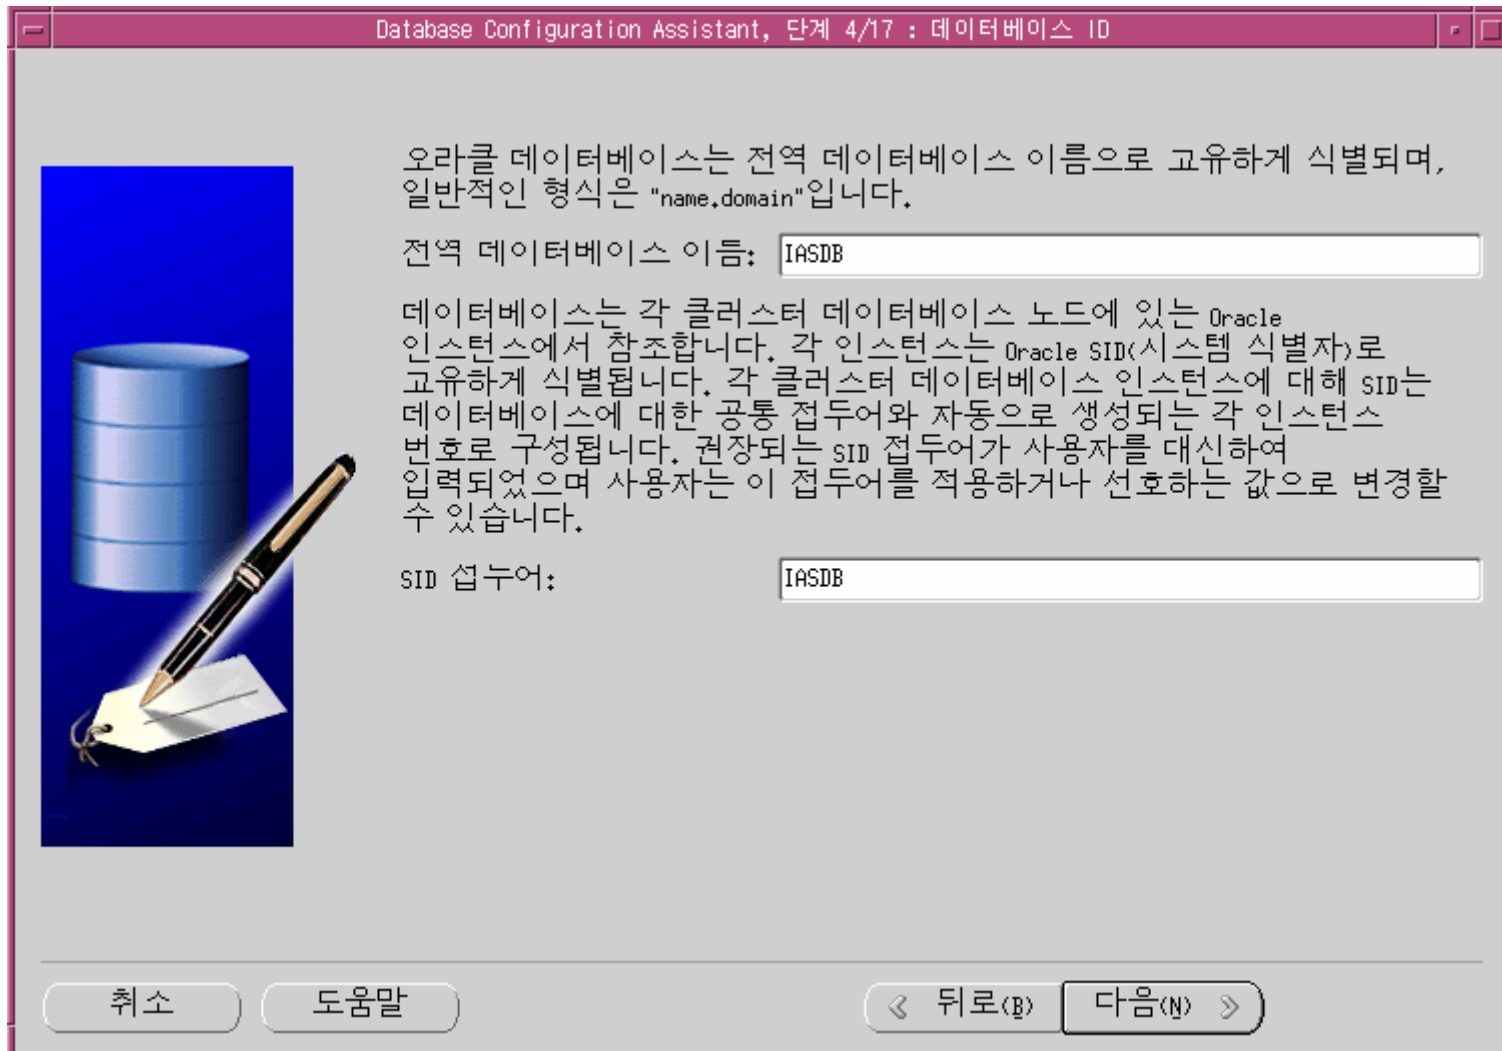 Database Configuration Assistant, 단계 4/17 : 데이터베이스 ID
오라클 데이터베이스는 전역 데이터베이스 이름으로 고유하게 식별되며,
일반적인 형식은 "name.domain"입니다.
전역 데이터베이스 이름: IASDB
데이터베이스는 각 클러스터 데이터베이스 노드에 있는 Oracle
인스턴스에서 참조합니다. 각 인스턴스는 Oracle SID(시스템 식별자)로
고유하게 식별됩니다. 각 클러스터 데이터베이스 인스턴스에 대해 SID는
데이터베이스에 대한 공통 접두어와 자동으로 생성되는 각 인스턴스
번호로 구성됩니다. 권장되는 SID 접두어가 사용자를 대신하여
입력되었으며 사용자는 이 접두어를 적용하거나 선호하는 값으로 변경할
수 있습니다.
SID 접두어: IASDB
취소 도움말 뒤로(B) 다음(N)